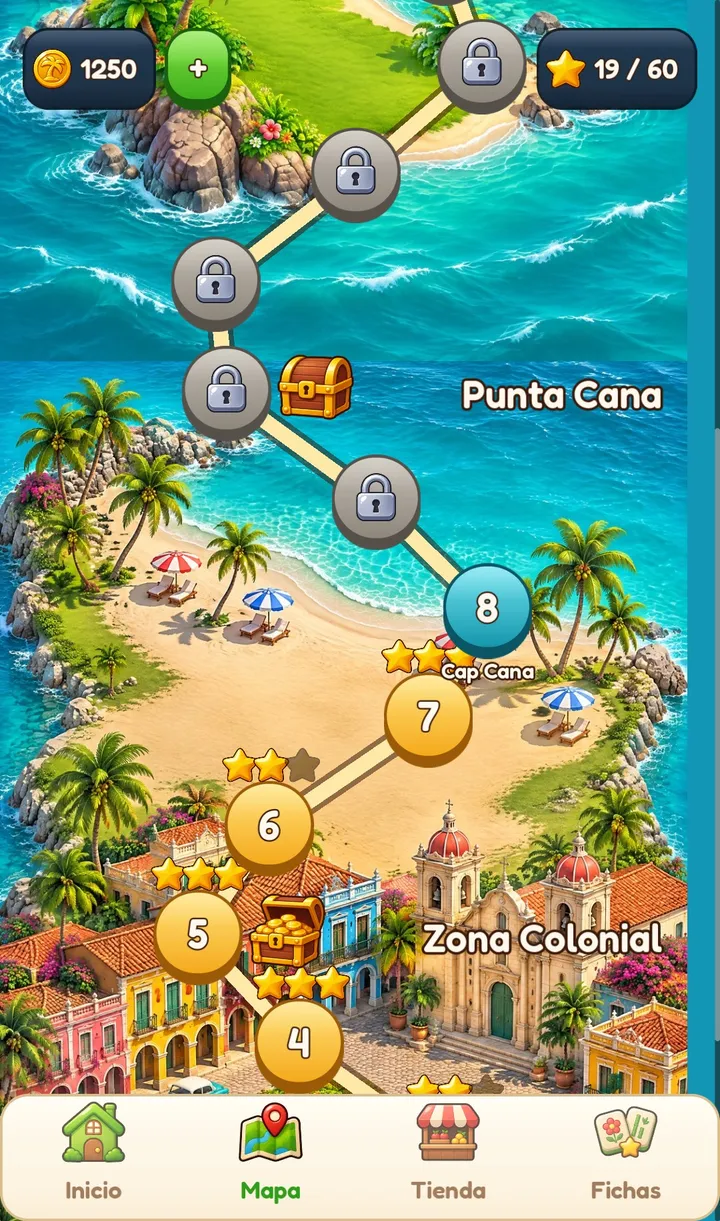 1250
+
19 / 60
Punta Cana
8
Cap Cana
7
6
5
Zona Colonial
4
Inicio
Mapa
Tienda
Fichas